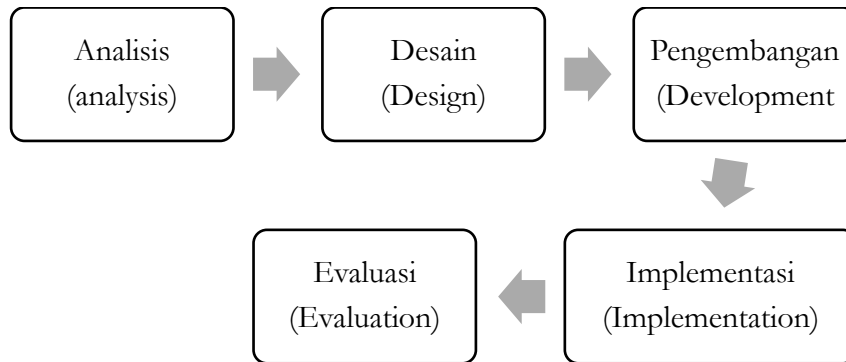 Analisis
(analysis)
Desain
(Design)
Pengembangan
(Development
Implementasi
(Implementation)
Evaluasi
(Evaluation)